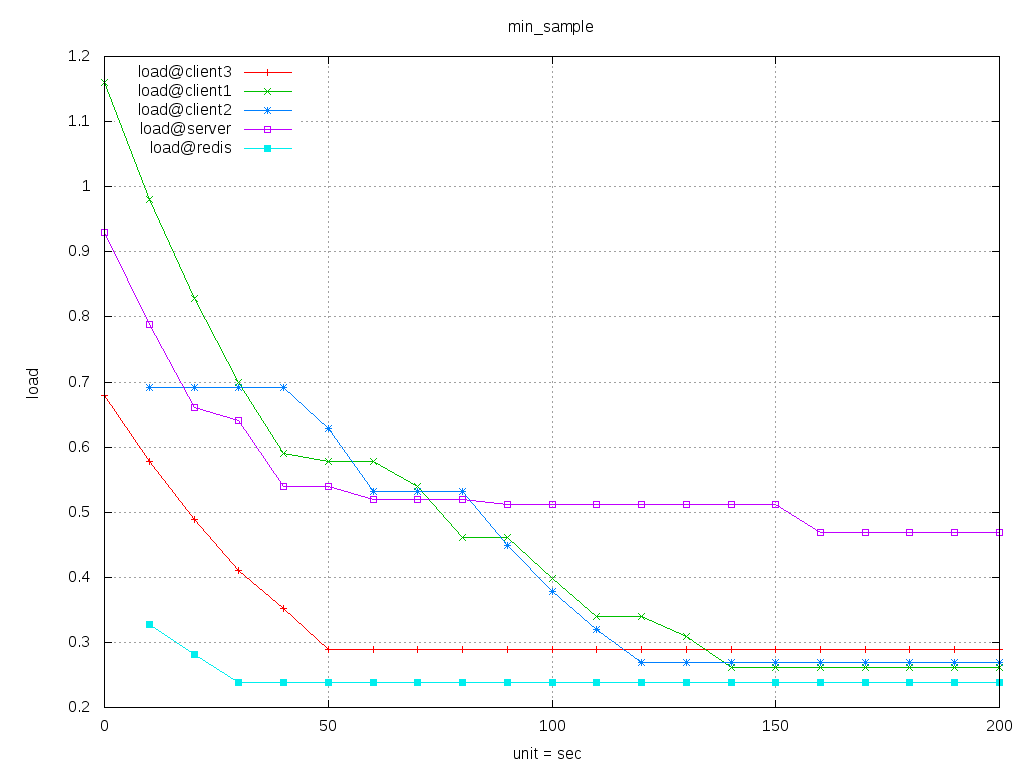 min_sample
load@client3
load@client1
load@client2
load@server
load@redis
1.2
1.1
1
0.9
0.8
0.7
0.6
0.5
0.4
0.3
0.2
load
0 50 100 150 200
unit = sec